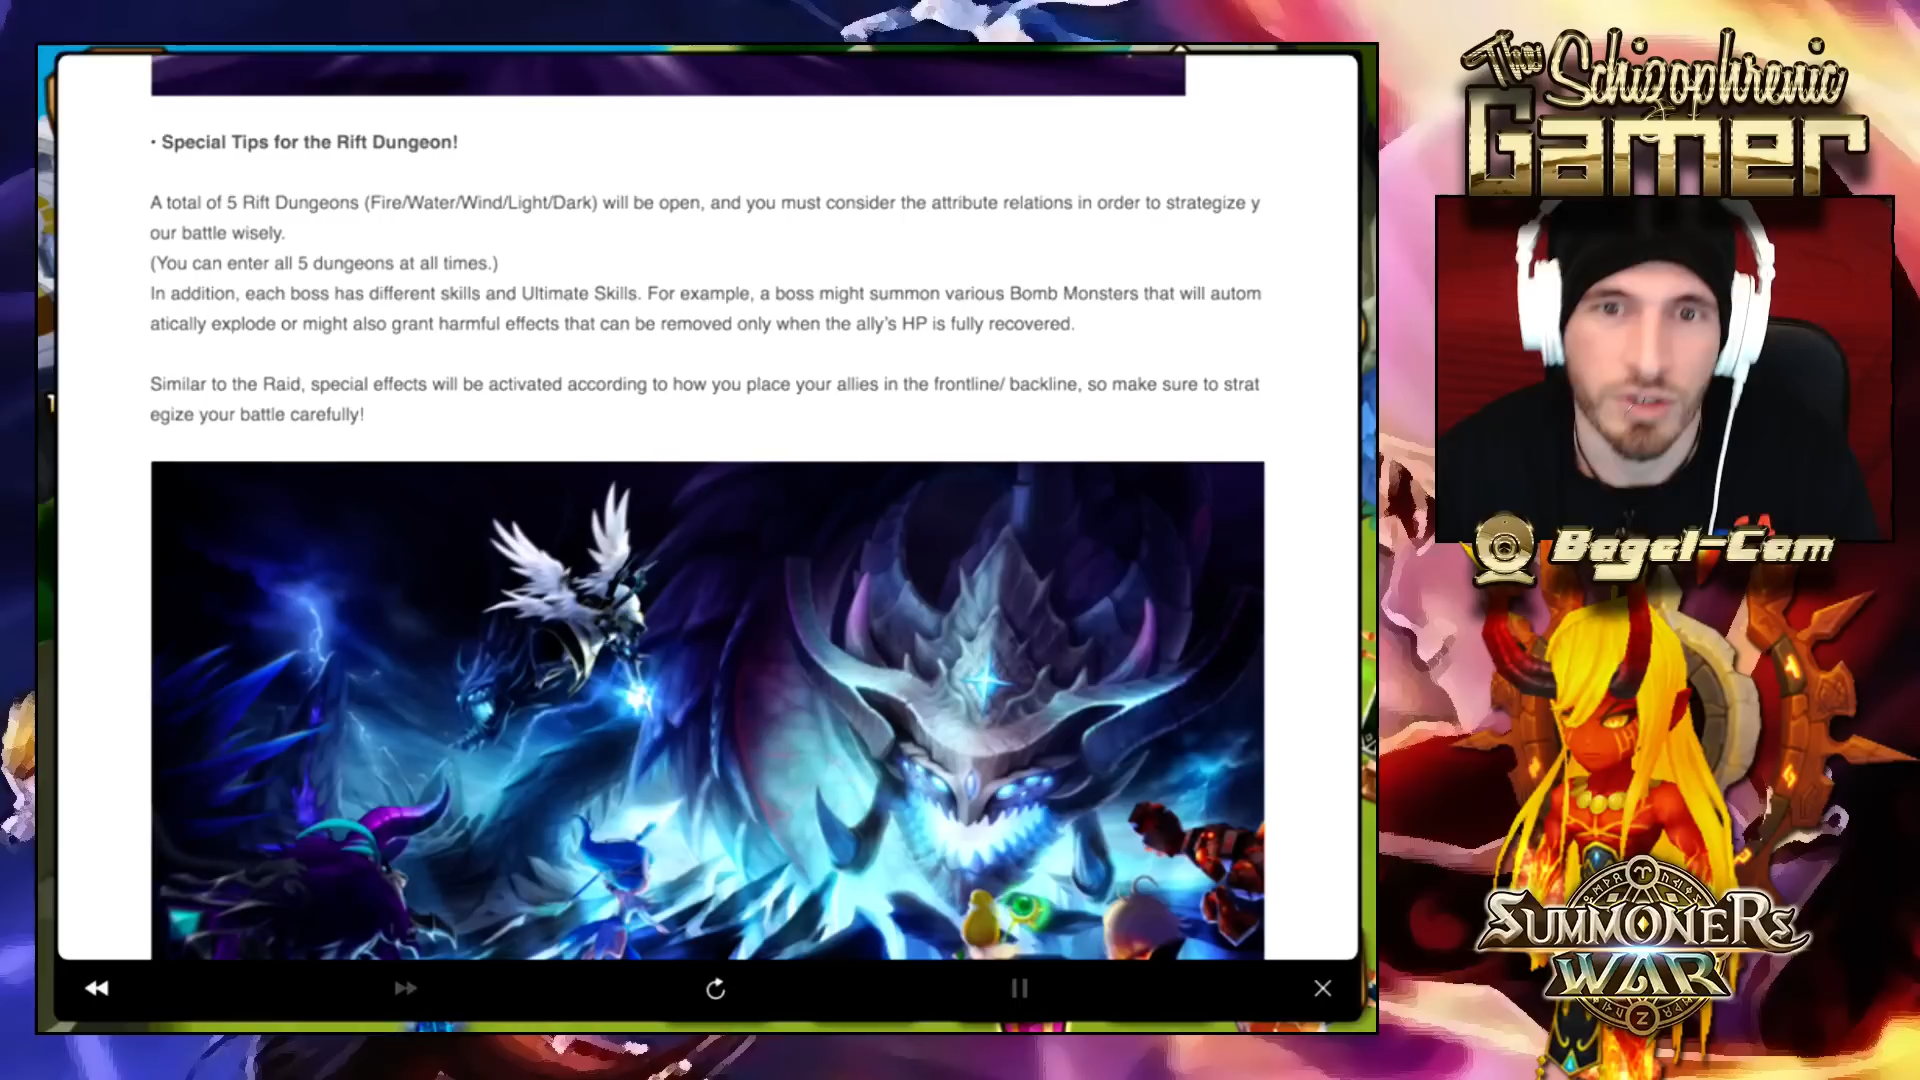 The Schizophrenic
Gamer
· Special Tips for the Rift Dungeon!
A total of 5 Rift Dungeons (Fire/Water/Wind/Light/Dark) will be open, and you must consider the attribute relations in order to strategize y
our battle wisely.
(You can enter all 5 dungeons at all times.)
In addition, each boss has different skills and Ultimate Skills. For example, a boss might summon various Bomb Monsters that will autom
atically explode or might also grant harmful effects that can be removed only when the ally's HP is fully recovered.
Similar to the Raid, special effects will be activated according to how you place your allies in the frontline/ backline, so make sure to strat
egize your battle carefully!
Bagel-Cam
SUMMONERS
WAR